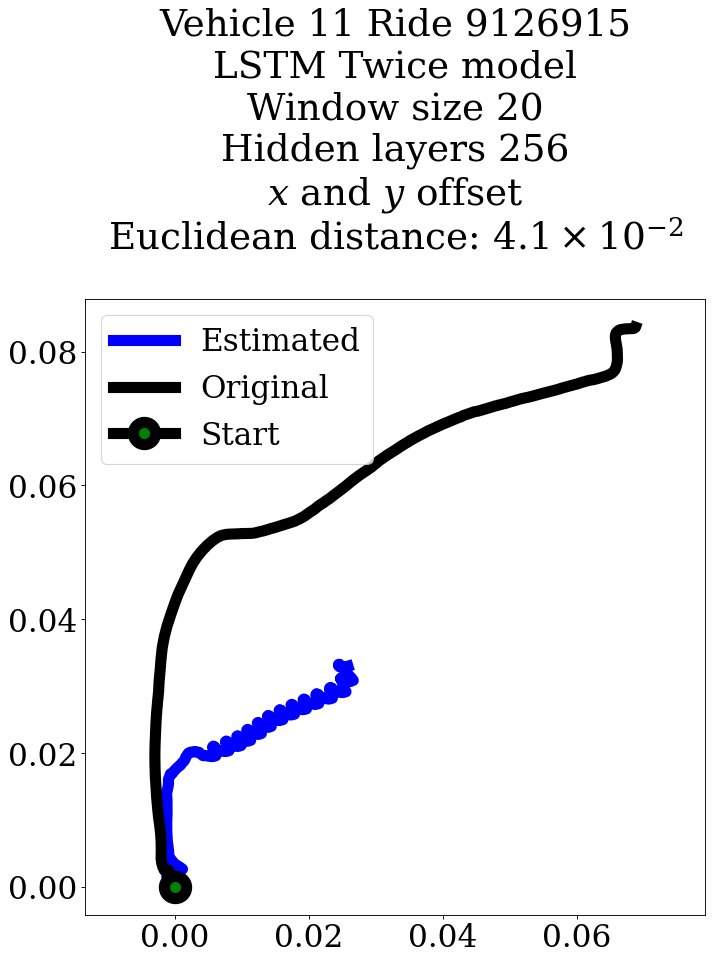 Vehicle 11 Ride 9126915
LSTM Twice model
Window size 20
Hidden layers 256
x and y offset
Euclidean distance: 4.1 × 10⁻²
Estimated
Original
Start
0.08
0.06
0.04
0.02
0.00
0.00 0.02 0.04 0.06